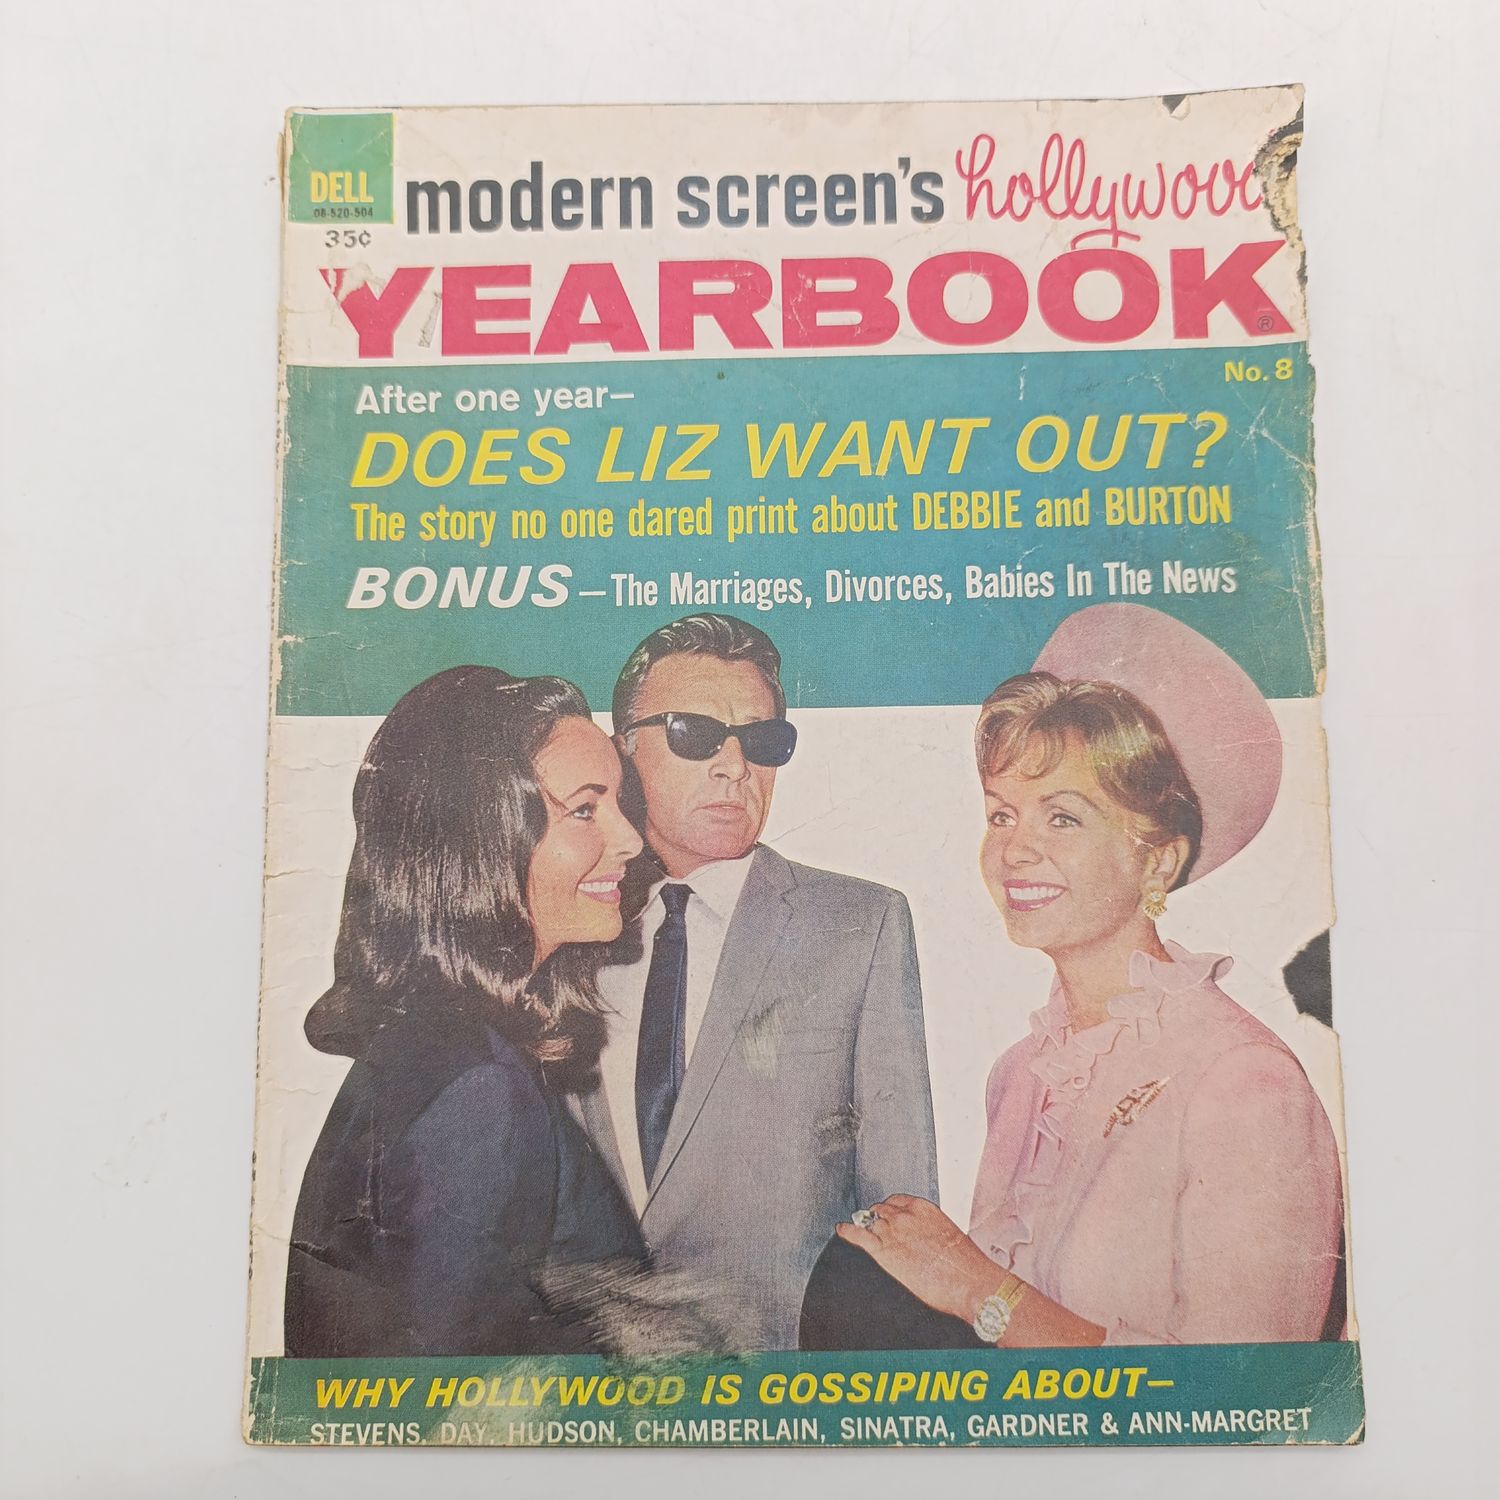 DELL
08-520-504
35¢
modern screen's hollywood
YEARBOOK®
No. 8
After one year—
DOES LIZ WANT OUT?
The story no one dared print about DEBBIE and BURTON
BONUS—The Marriages, Divorces, Babies In The News
WHY HOLLYWOOD IS GOSSIPING ABOUT—
STEVENS, DAY, HUDSON, CHAMBERLAIN, SINATRA, GARDNER & ANN-MARGRET